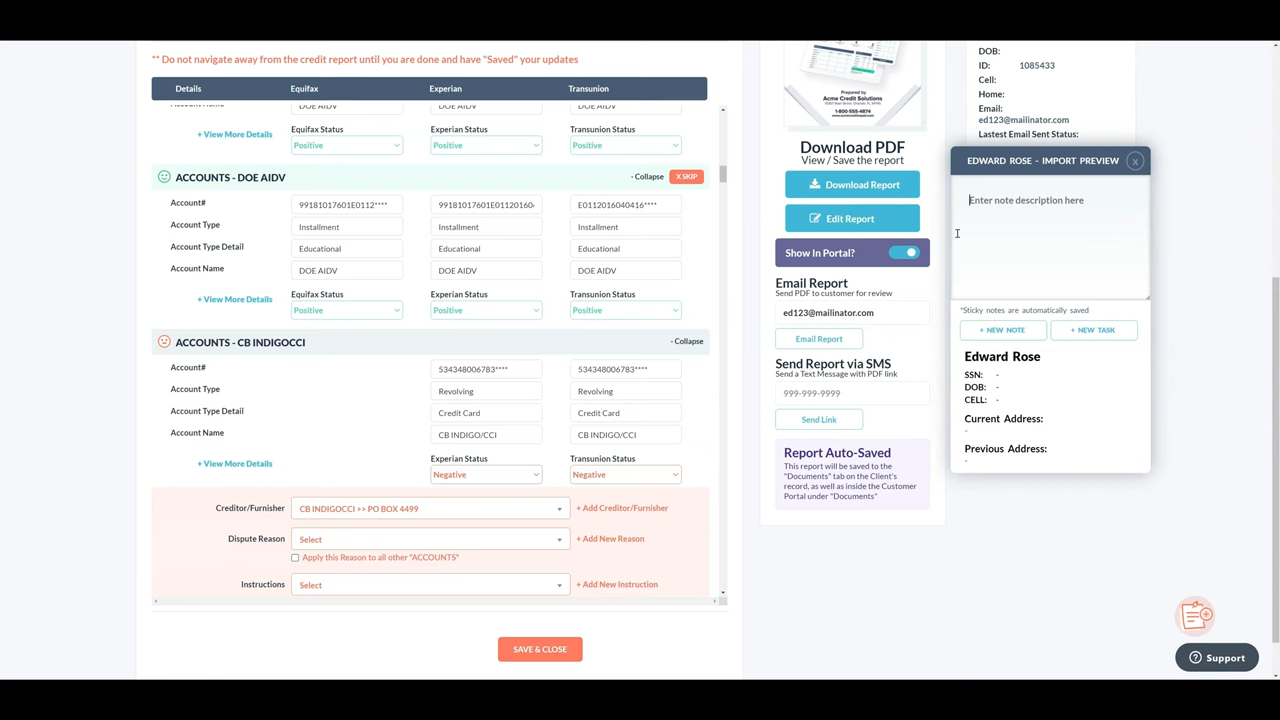 ** Do not navigate away from the credit report until you are done and have "Saved" your updates
Details Equifax Experian Transunion
Account Name DOE AIDV DOE AIDV DOE AIDV
+ View More Details
Equifax Status Experian Status Transunion Status
Positive Positive Positive
ACCOUNTS - DOE AIDV - Collapse X SKIP
Account# 99181017601E0112**** 99181017601E01120160 E0112016040416****
Account Type Installment Installment Installment
Account Type Detail Educational Educational Educational
Account Name DOE AIDV DOE AIDV DOE AIDV
+ View More Details
Equifax Status Experian Status Transunion Status
Positive Positive Positive
ACCOUNTS - CB INDIGOCCI - Collapse
Account# 534348006783**** 534348006783****
Account Type Revolving Revolving
Account Type Detail Credit Card Credit Card
Account Name CB INDIGO/CCI CB INDIGO/CCI
+ View More Details
Experian Status Transunion Status
Negative Negative
Creditor/Furnisher CB INDIGOCCI >> PO BOX 4499 + Add Creditor/Furnisher
Dispute Reason Select + Add New Reason
Apply this Reason to all other "ACCOUNTS"
Instructions Select + Add New Instruction
SAVE & CLOSE
Prepared by
Acme Credit Solutions
1-800-555-4874
Download PDF
View / Save the report
Download Report
Edit Report
Show In Portal?
Email Report
Send PDF to customer for review
ed123@mailinator.com
Email Report
Send Report via SMS
Send a Text Message with PDF link
999-999-9999
Send Link
Report Auto-Saved
This report will be saved to the
"Documents" tab on the Client's
record, as well as inside the Customer
Portal under "Documents"
DOB:
ID: 1085433
Cell:
Home:
Email:
ed123@mailinator.com
Lastest Email Sent Status:
EDWARD ROSE - IMPORT PREVIEW X
Enter note description here
*Sticky notes are automatically saved
+ NEW NOTE + NEW TASK
Edward Rose
SSN: -
DOB: -
CELL: -
Current Address:
-
Previous Address:
-
Support